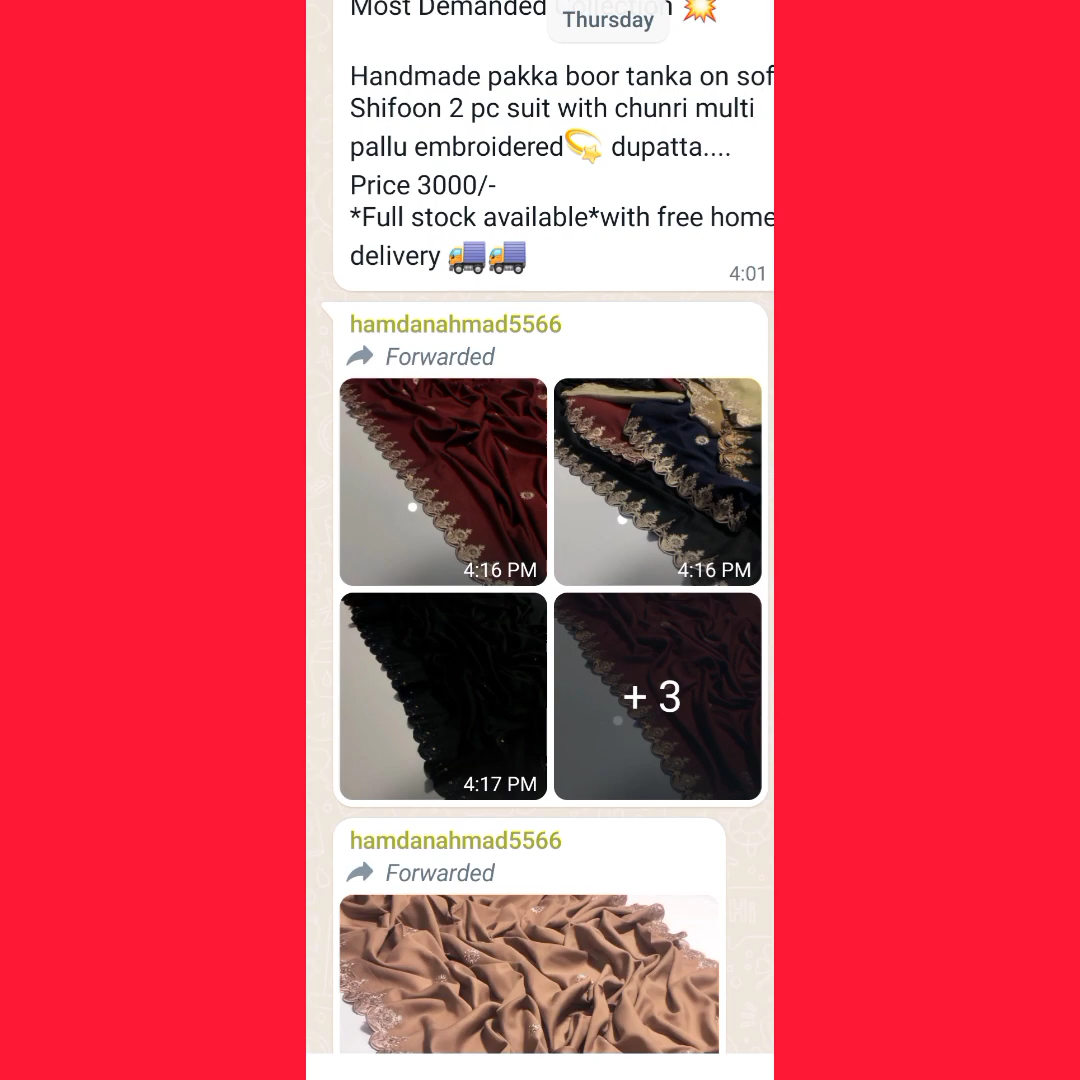 Most Demanded Collection 💥
Thursday
Handmade pakka boor tanka on sof
Shifoon 2 pc suit with chunri multi
pallu embroidered💫 dupatta....
Price 3000/-
*Full stock available*with free home
delivery 🚚🚚
4:01
hamdanahmad5566
Forwarded
4:16 PM
4:16 PM
4:17 PM
+ 3
hamdanahmad5566
Forwarded